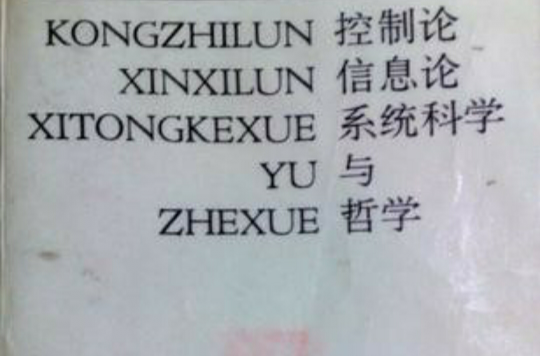 KONGZHILUN 控制论
XINXILUN 信息论
XITONGKEXUE 系统科学
YU 与
ZHEXUE 哲学